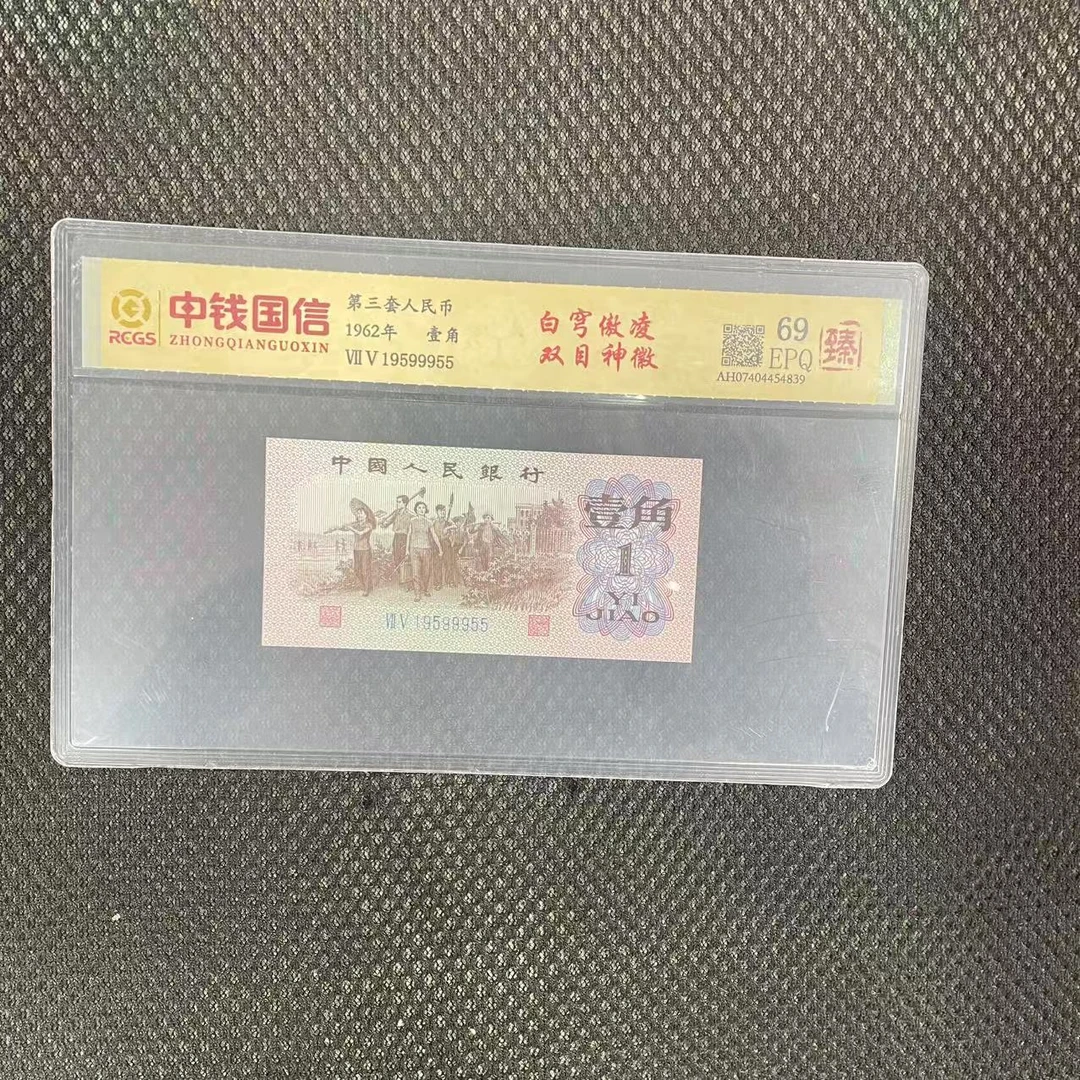 RCGS
中钱国信
ZHONGQIANGUOXIN
第三套人民币
1962年 壹角
Ⅶ Ⅴ 19599955
白穹傲凌
双目神徽
69
EPQ
AH07404454839
臻
中國人民銀行
壹角
1
YI
JIAO
Ⅶ Ⅴ 19599955